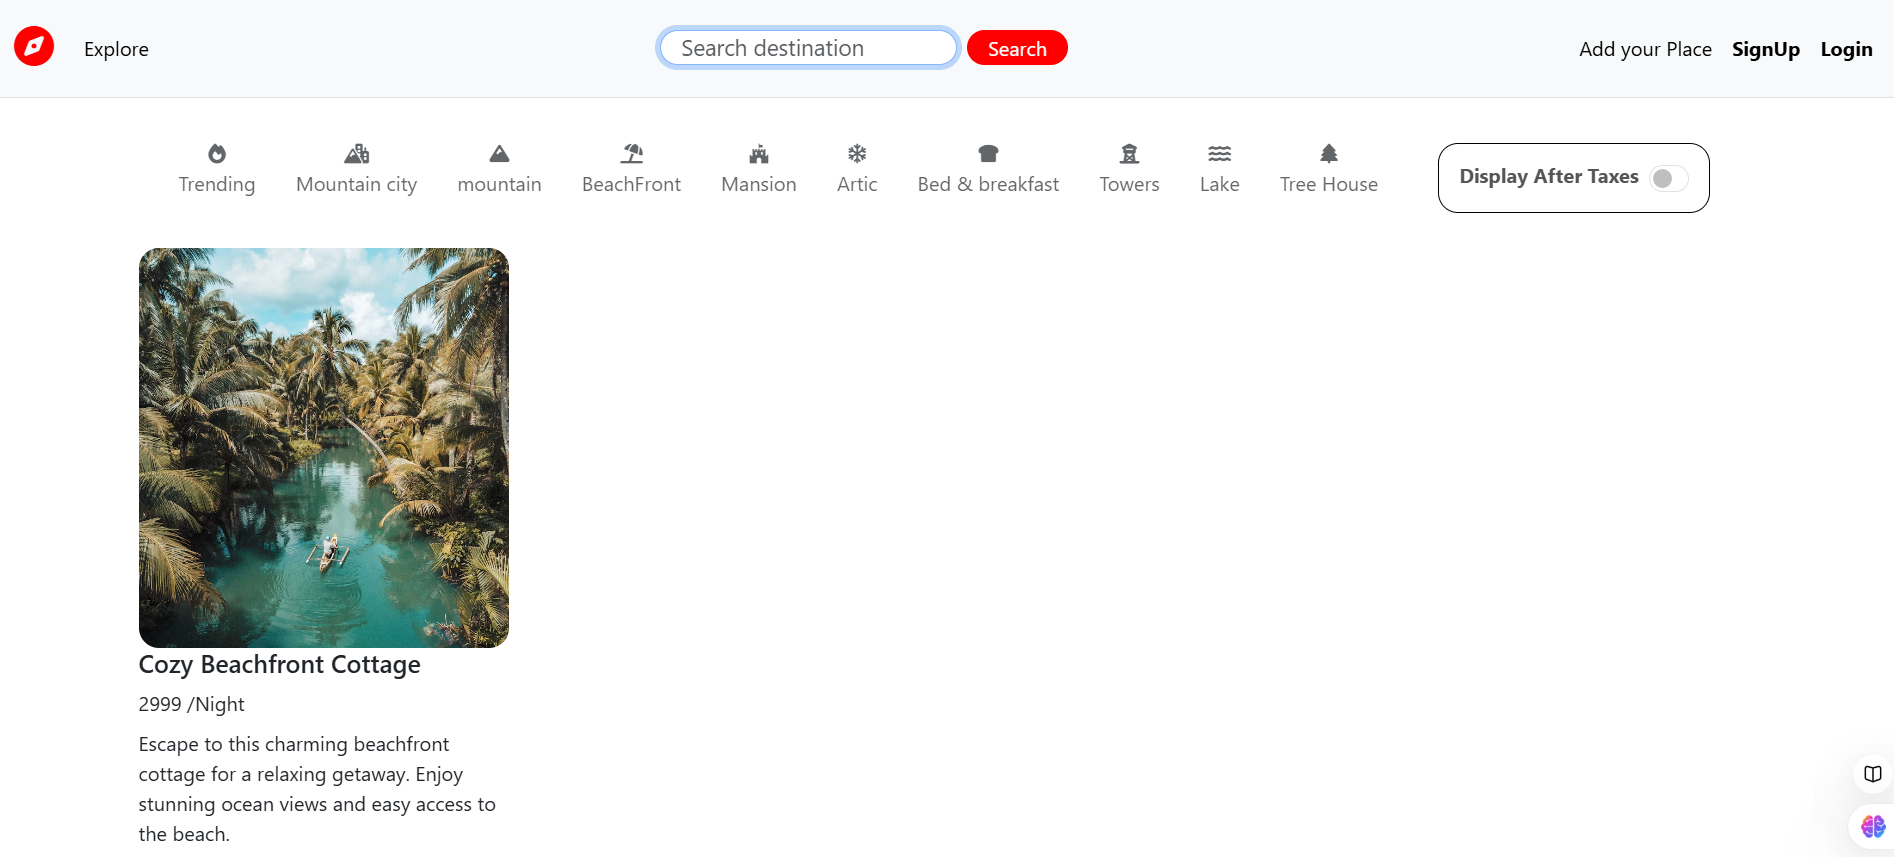 Explore
Search destination
Search
Add your Place
SignUp
Login
Trending
Mountain city
mountain
BeachFront
Mansion
Artic
Bed & breakfast
Towers
Lake
Tree House
Display After Taxes
Cozy Beachfront Cottage
2999 /Night
Escape to this charming beachfront
cottage for a relaxing getaway. Enjoy
stunning ocean views and easy access to
the beach.